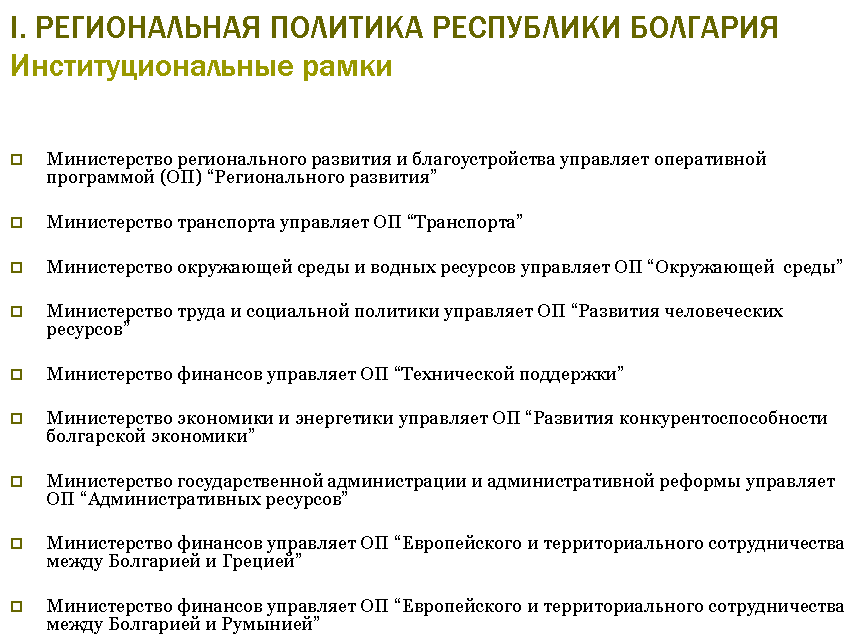 I. РЕГИОНАЛЬНАЯ ПОЛИТИКА РЕСПУБЛИКИ БОЛГАРИЯ
Институциональные рамки
Министерство регионального развития и благоустройства управляет оперативной
программой (ОП) “Регионального развития”
Министерство транспорта управляет ОП “Транспорта”
Министерство окружающей среды и водных ресурсов управляет ОП “Окружающей  среды”
Министерство труда и социальной политики управляет ОП “Развития человеческих
ресурсов”
Министерство финансов управляет ОП “Технической поддержки”
Министерство экономики и энергетики управляет ОП “Развития конкурентоспособности
болгарской экономики”
Министерство государственной администрации и административной реформы управляет
ОП “Административных ресурсов”
Министерство финансов управляет ОП “Европейского и территориального сотрудничества
между Болгарией и Грецией”
Министерство финансов управляет ОП “Европейского и территориального сотрудничества
между Болгарией и Румынией”